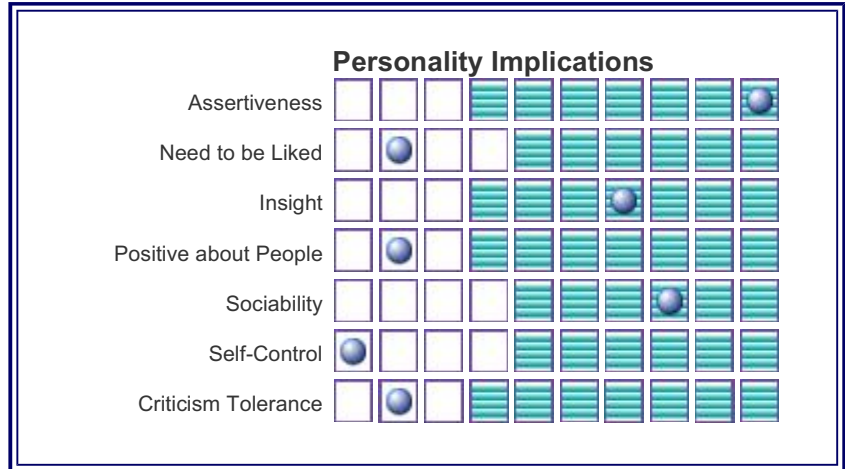 Personality Implications
Assertiveness
Need to be Liked
Insight
Positive about People
Sociability
Self-Control
Criticism Tolerance